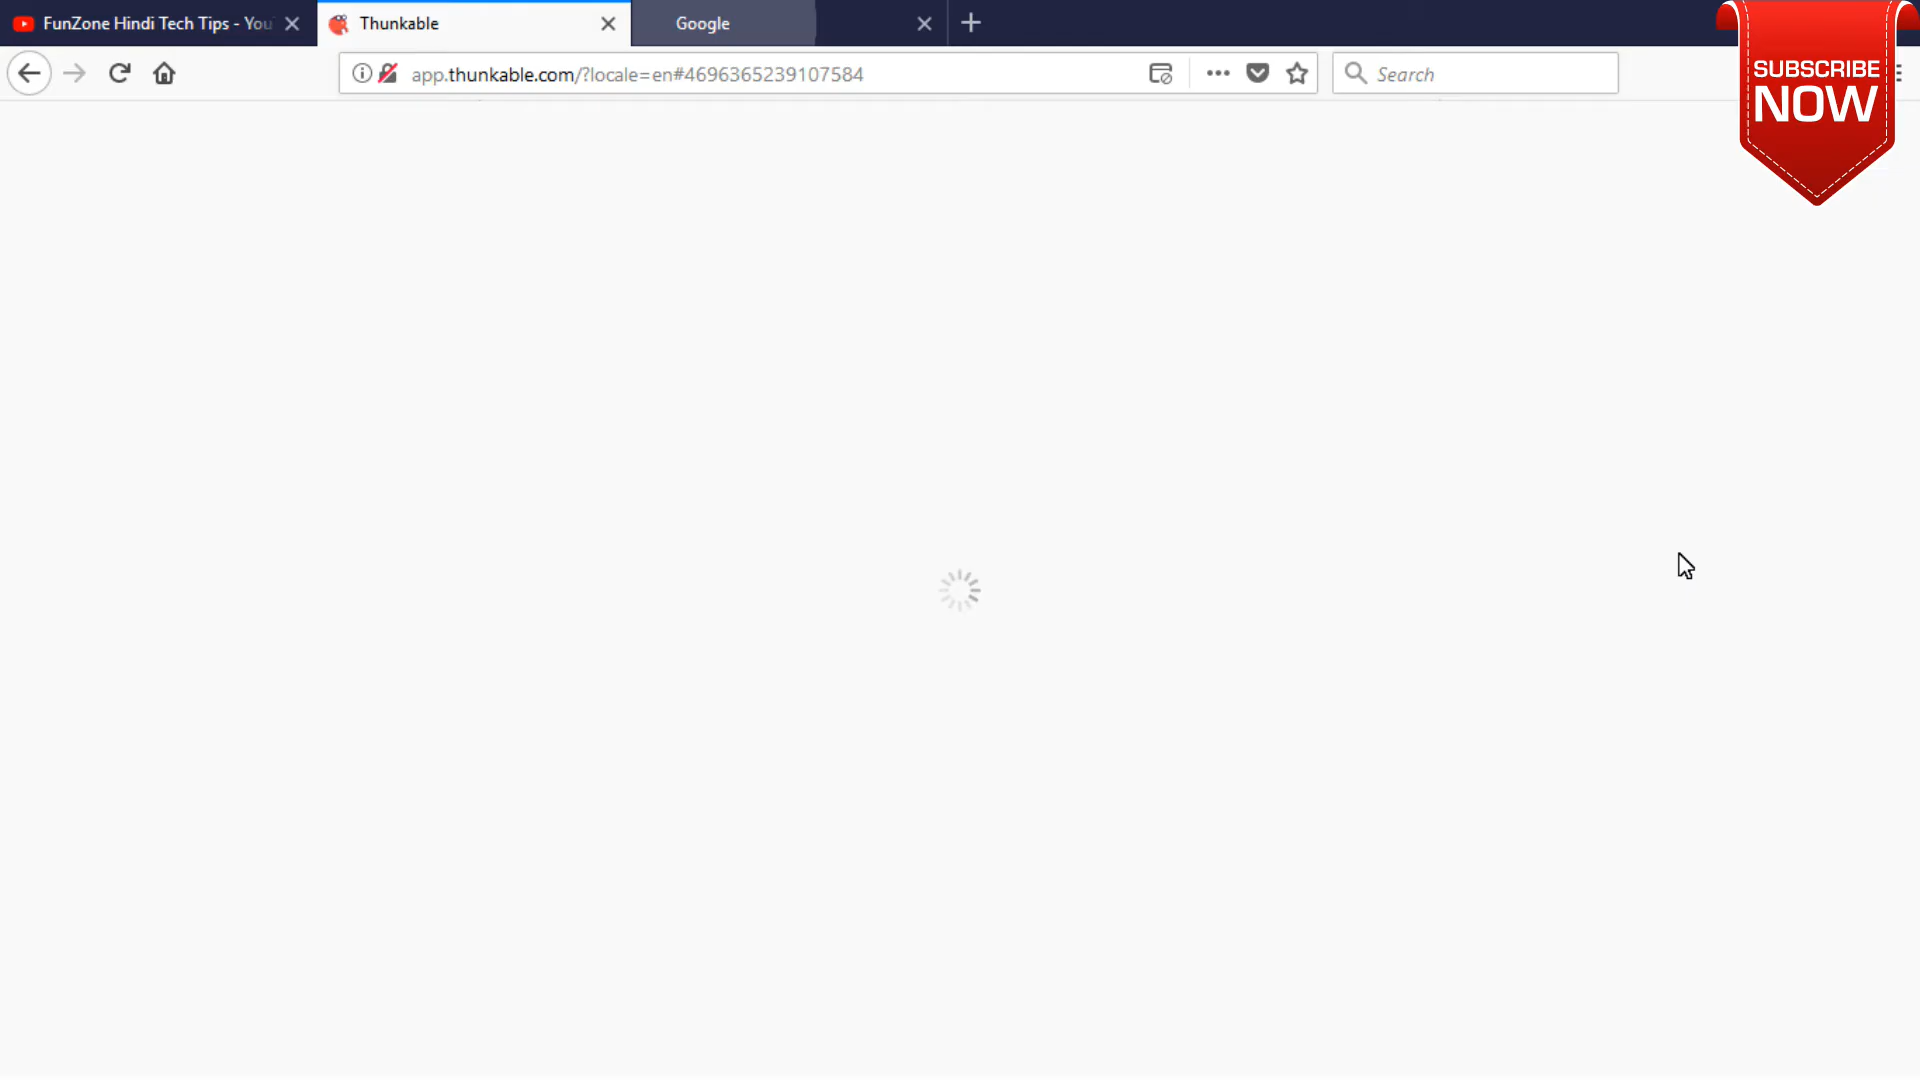 FunZone Hindi Tech Tips - You
Thunkable
Google
app.thunkable.com/?locale=en#4696365239107584
Search
SUBSCRIBE
NOW